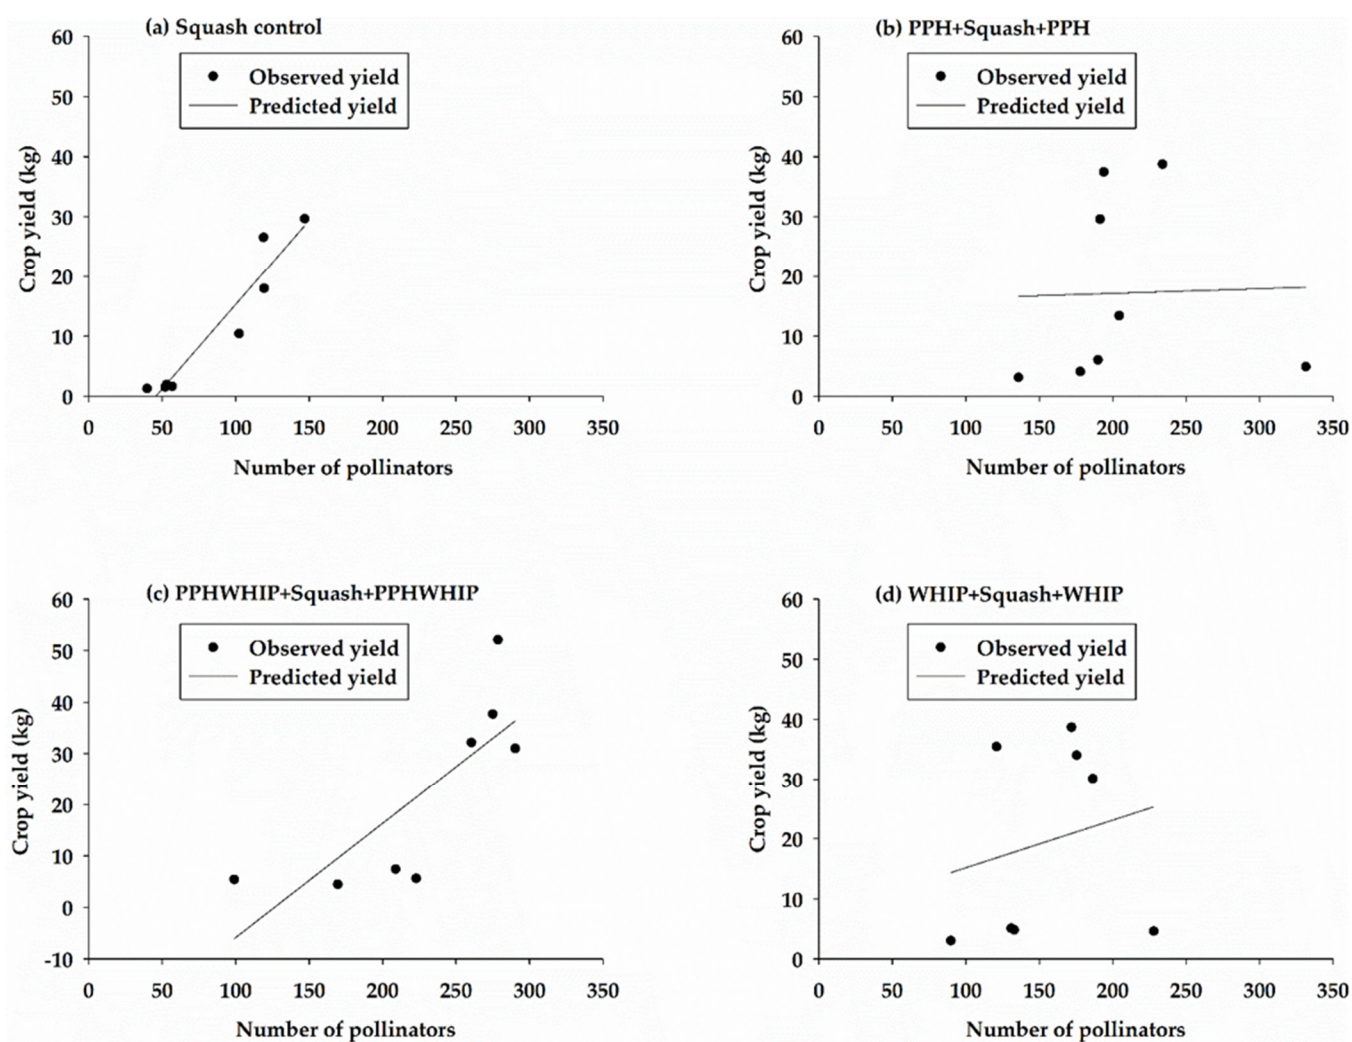 (a) Squash control
60
50
40
30
20
10
0
Observed yield
Predicted yield
Crop yield (kg)
0 50 100 150 200 250 300 350
Number of pollinators
(b) PPH+Squash+PPH
60
50
40
30
20
10
0
Observed yield
Predicted yield
Crop yield (kg)
0 50 100 150 200 250 300 350
Number of pollinators
(c) PPHWHIP+Squash+PPHWHIP
60
50
40
30
20
10
0
-10
Observed yield
Predicted yield
Crop yield (kg)
0 50 100 150 200 250 300 350
Number of pollinators
(d) WHIP+Squash+WHIP
60
50
40
30
20
10
0
Observed yield
Predicted yield
Crop yield (kg)
0 50 100 150 200 250 300 350
Number of pollinators